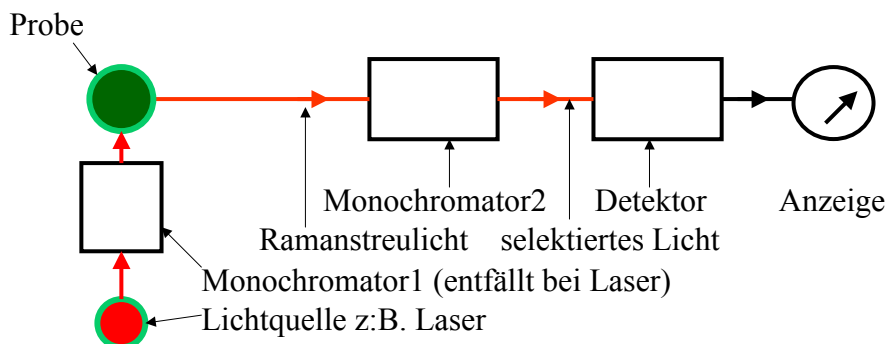 Probe
Monochromator2 Detektor Anzeige
Ramanstreulicht selektiertes Licht
Monochromator1 (entfällt bei Laser)
Lichtquelle z:B. Laser